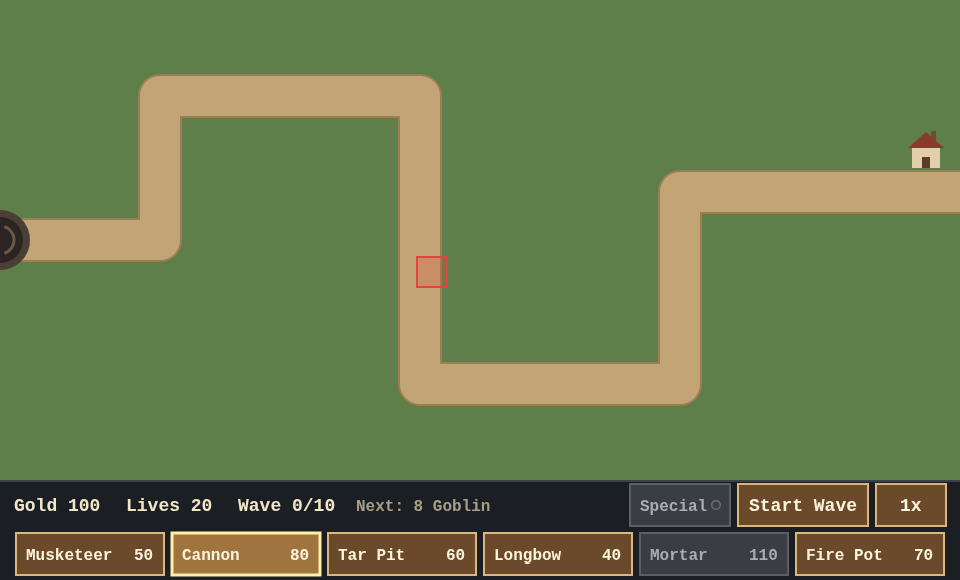 Gold 100 Lives 20 Wave 0/10 Next: 8 Goblin Special Start Wave 1x
Musketeer 50 Cannon 80 Tar Pit 60 Longbow 40 Mortar 110 Fire Pot 70